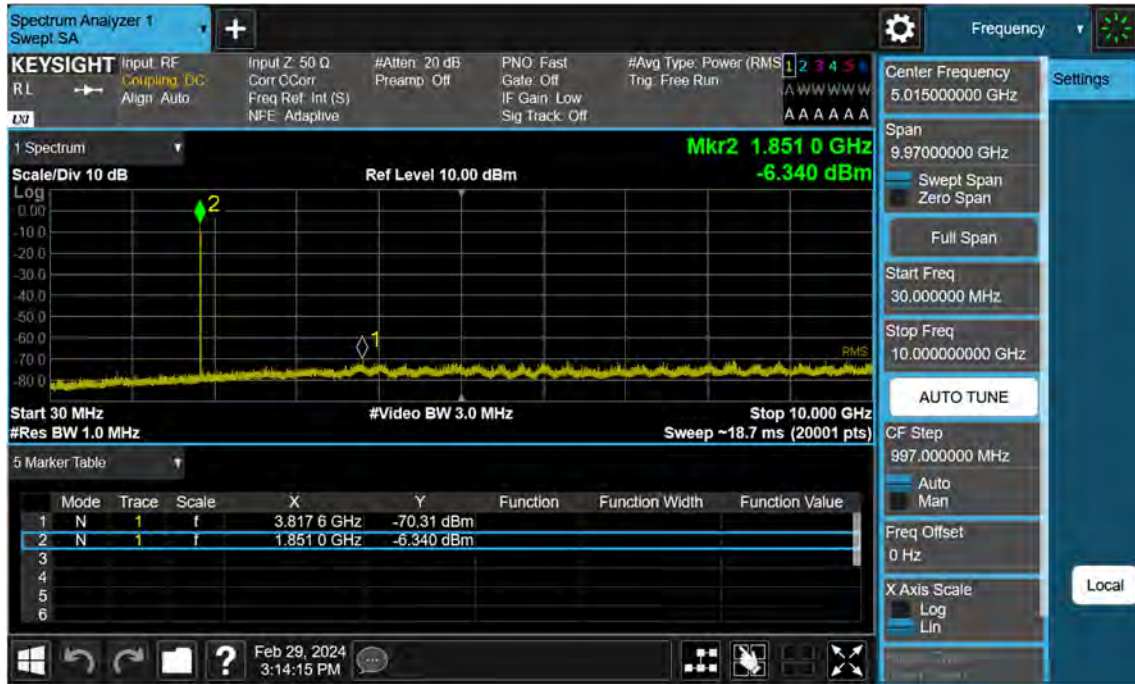 Spectrum Analyzer 1
Swept SA
Frequency
KEYSIGHT
RL
LXI
Input: RF
Coupling: DC
Align: Auto
Input Z: 50 Ω
Corr CCorr
Freq Ref: Int (S)
NFE: Adaptive
#Atten: 20 dB
Preamp: Off
PNO: Fast
Gate: Off
IF Gain: Low
Sig Track: Off
#Avg Type: Power (RMS
Trig: Free Run
1 2 3 4 5 6
A W W W W W
A A A A A A
1 Spectrum
Scale/Div 10 dB
Ref Level 10.00 dBm
Mkr2 1.851 0 GHz
-6.340 dBm
Log
0.00
-10.0
-20.0
-30.0
-40.0
-50.0
-60.0
-70.0
-80.0
2
1
RMS
Start 30 MHz
#Video BW 3.0 MHz
Stop 10.000 GHz
#Res BW 1.0 MHz
Sweep ~18.7 ms (20001 pts)
5 Marker Table
Mode Trace Scale X Y Function Function Width Function Value
1 N 1 f 3.817 6 GHz -70.31 dBm
2 N 1 f 1.851 0 GHz -6.340 dBm
3
4
5
6
Feb 29, 2024
3:14:15 PM
Center Frequency
5.015000000 GHz
Span
9.97000000 GHz
Swept Span
Zero Span
Full Span
Start Freq
30.000000 MHz
Stop Freq
10.000000000 GHz
AUTO TUNE
CF Step
997.000000 MHz
Auto
Man
Freq Offset
0 Hz
X Axis Scale
Log
Lin
Settings
Local